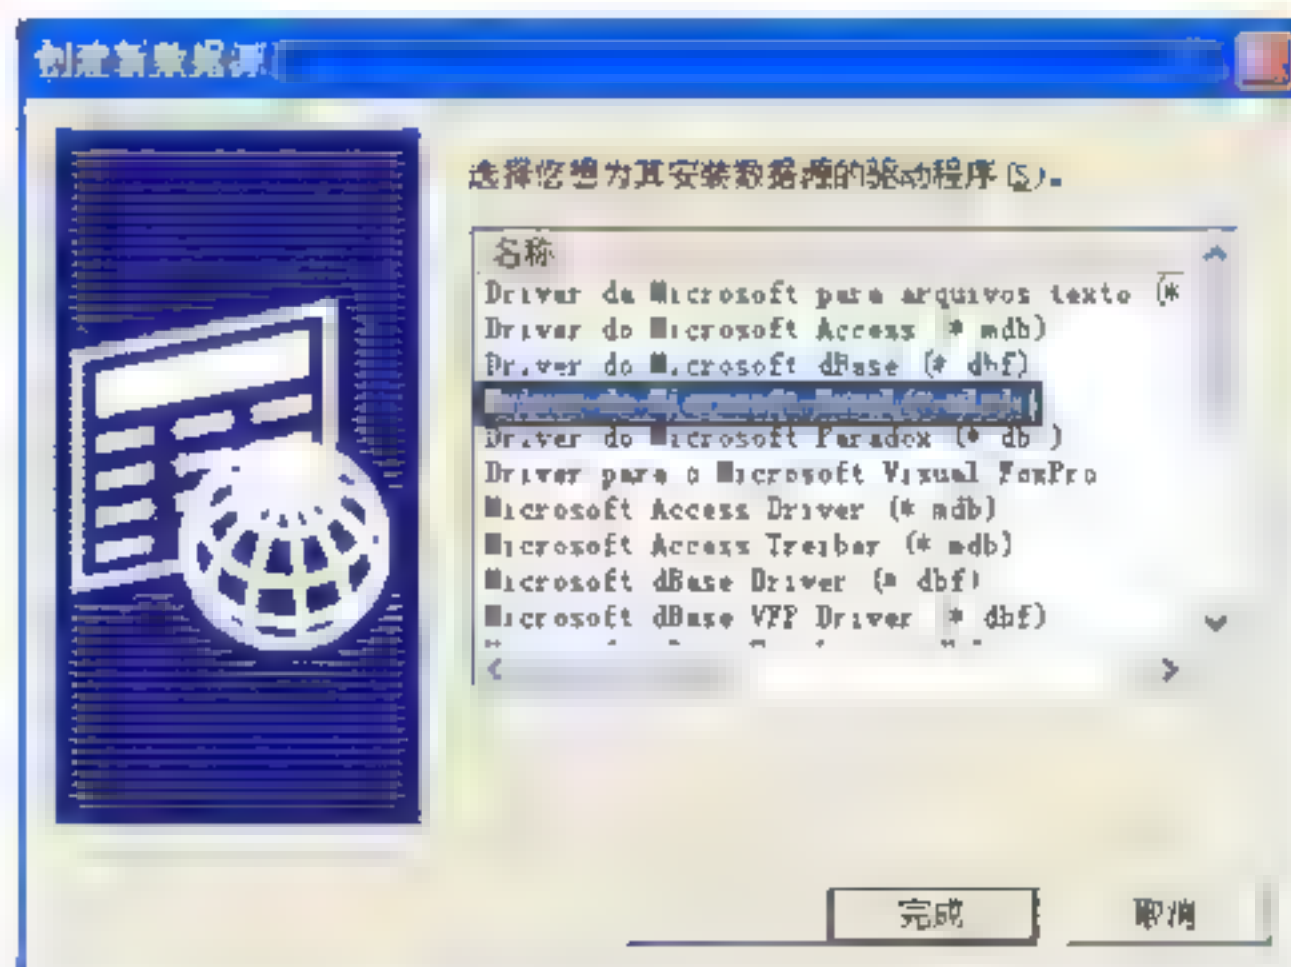 创建新数据源
选择您想为其安装数据源的驱动程序(S)。
名称
Driver da Microsoft para arquivos texto (*
Driver do Microsoft Access (* mdb)
Driver do Microsoft dBase (* dbf)
Driver do Microsoft Paradox (* db )
Driver para o Microsoft Visual FoxPro
Microsoft Access Driver (* mdb)
Microsoft Access Treiber (* mdb)
Microsoft dBase Driver (* dbf)
Microsoft dBase VFP Driver (* dbf)
完成
取消